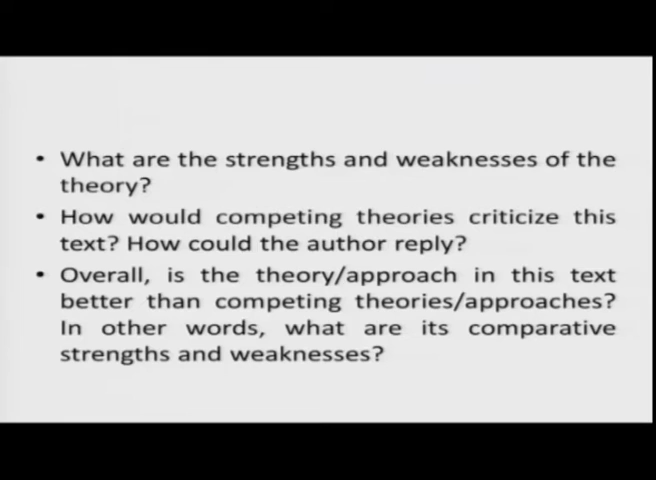 • What are the strengths and weaknesses of the
theory?
• How would competing theories criticize this
text? How could the author reply?
• Overall, is the theory/approach in this text
better than competing theories/approaches?
In other words, what are its comparative
strengths and weaknesses?